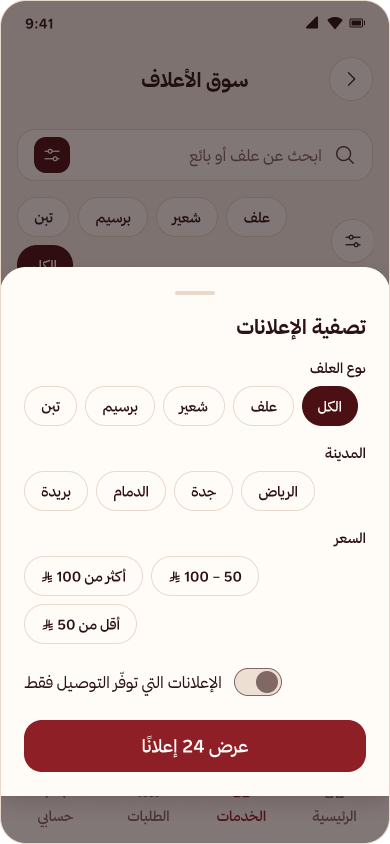 9:41
سوق الأعلاف
ابحث عن علف أو بائع
علف شعير برسيم تبن
الكل
تصفية الإعلانات
نوع العلف
الكل علف شعير برسيم تبن
المدينة
الرياض جدة الدمام بريدة
السعر
50 – 100 ⃁ أكثر من 100 ⃁
أقل من 50 ⃁
الإعلانات التي توفّر التوصيل فقط
عرض 24 إعلانًا
الرئيسية الخدمات الطلبات حسابي